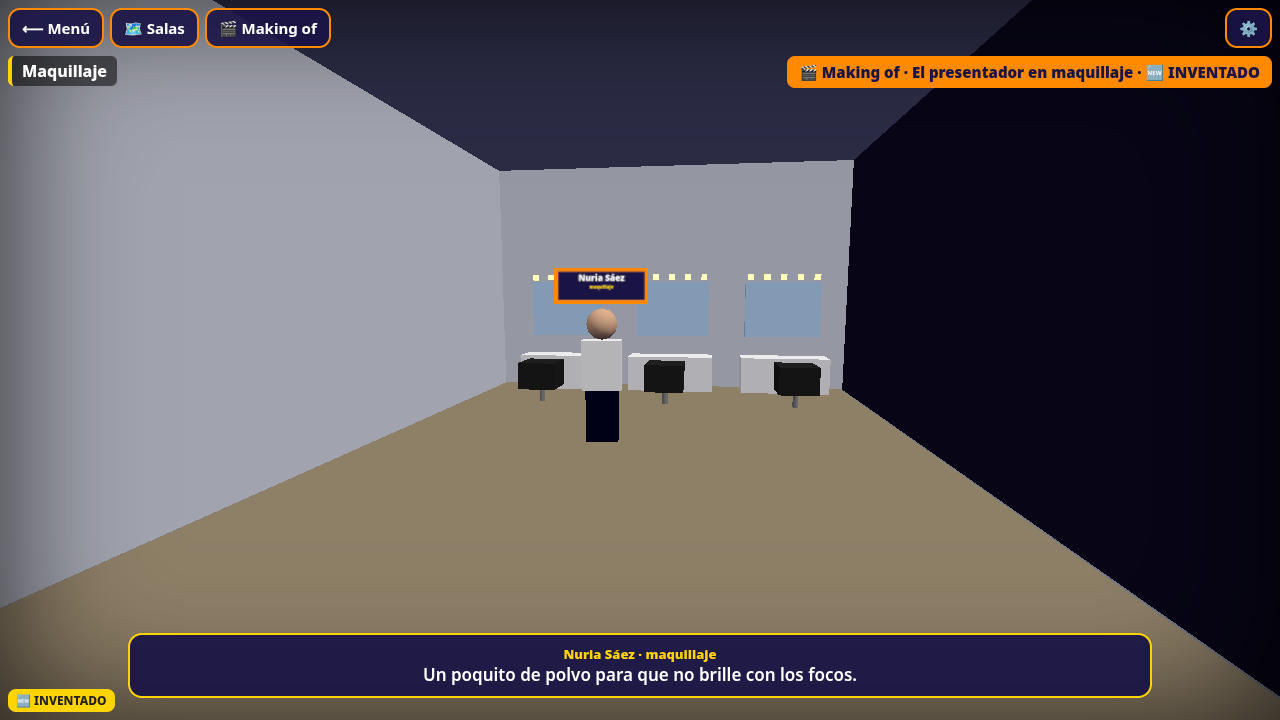 ← Menú
🗺️ Salas
🎬 Making of
⚙️
Maquillaje
🎬 Making of · El presentador en maquillaje · 🆕 INVENTADO
Nuria Sáez
maquillaje
Nuria Sáez · maquillaje
Un poquito de polvo para que no brille con los focos.
🆕 INVENTADO